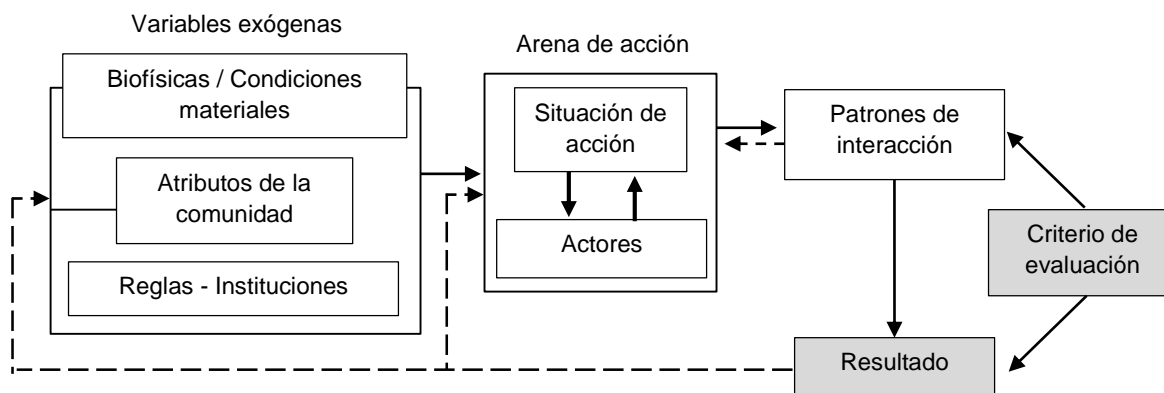 Variables exógenas
Biofísicas / Condiciones
materiales
Atributos de la
comunidad
Reglas - Instituciones
Arena de acción
Situación de
acción
Actores
Patrones de
interacción
Criterio de
evaluación
Resultado